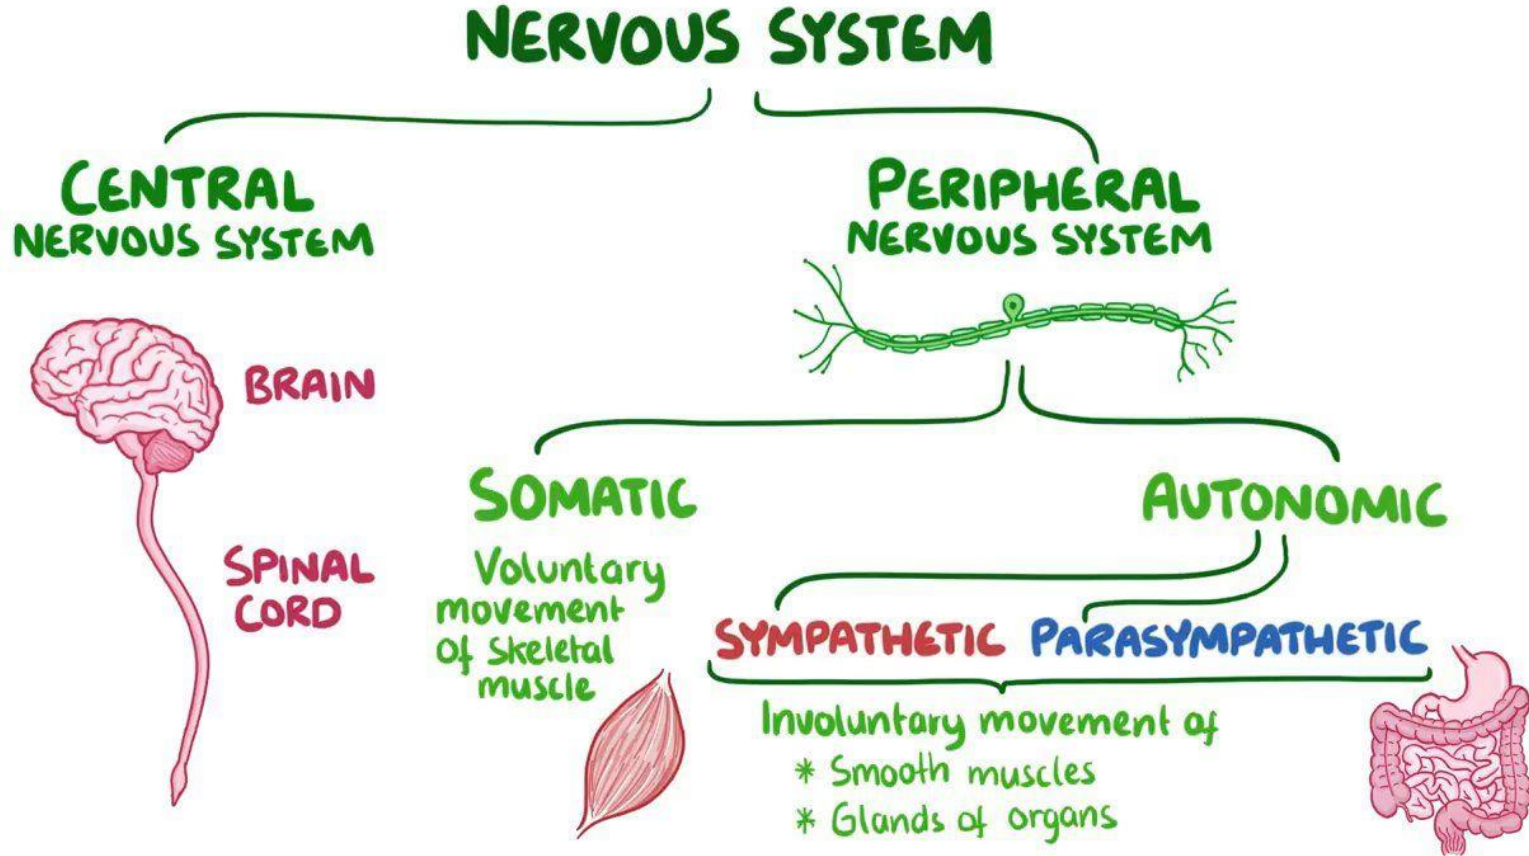 NERVOUS SYSTEM
CENTRAL
NERVOUS SYSTEM
BRAIN
SPINAL
CORD
PERIPHERAL
NERVOUS SYSTEM
SOMATIC
Voluntary
movement
of skeletal
muscle
AUTONOMIC
SYMPATHETIC PARASYMPATHETIC
Involuntary movement of
* Smooth muscles
* Glands of organs